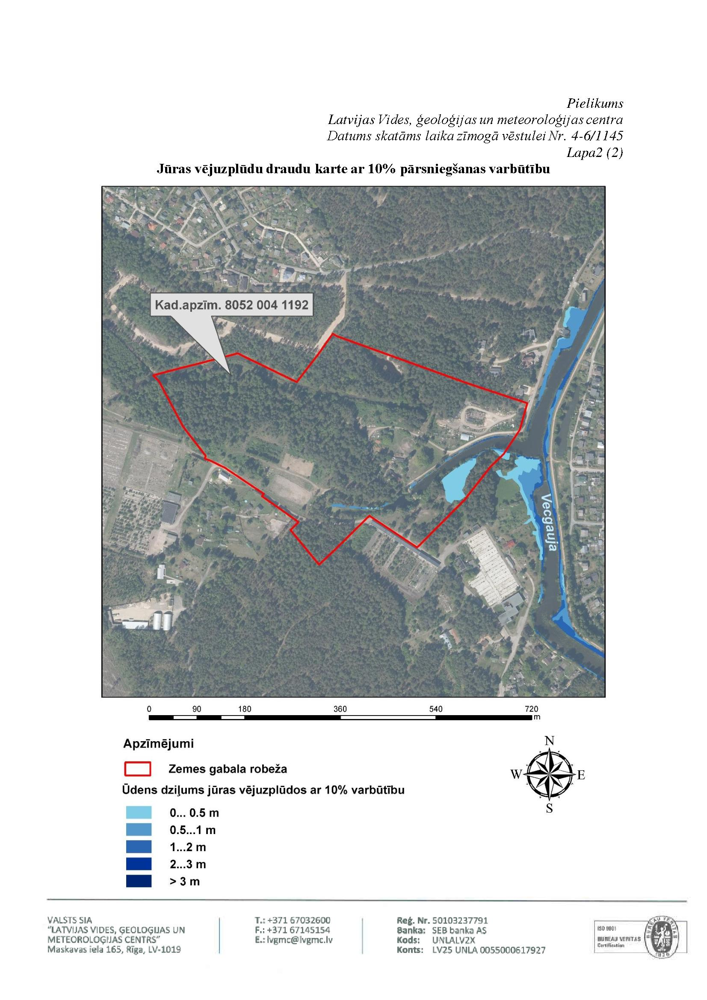 Pielikums
Latvijas Vides, ģeoloģijas un meteoroloģijas centra
Datums skatāms laika zīmogā vēstulei Nr. 4-6/1145
Lapa2 (2)
Jūras vējuzplūdu draudu karte ar 10% pārsniegšanas varbūtību
Kad.apzīm. 8052 004 1192
Vecgauja
0 90 180 360 540 720
m
Apzīmējumi
N
W E
S
Zemes gabala robeža
Ūdens dziļums jūras vējuzplūdos ar 10% varbūtību
0... 0.5 m
0.5...1 m
1...2 m
2...3 m
> 3 m
VALSTS SIA
“LATVIJAS VIDES, ĢEOLOĢIJAS UN
METEOROLOĢIJAS CENTRS”
Maskavas iela 165, Rīga, LV-1019
T.: +371 67032600
F.: +371 67145154
E.: lvgmc@lvgmc.lv
Reģ. Nr. 50103237791
Banka: SEB banka AS
Kods: UNLALV2X
Konts: LV25 UNLA 0055000617927
ISO 9001
BUREAU VERITAS
Certification
BUREAU VERITAS
1828